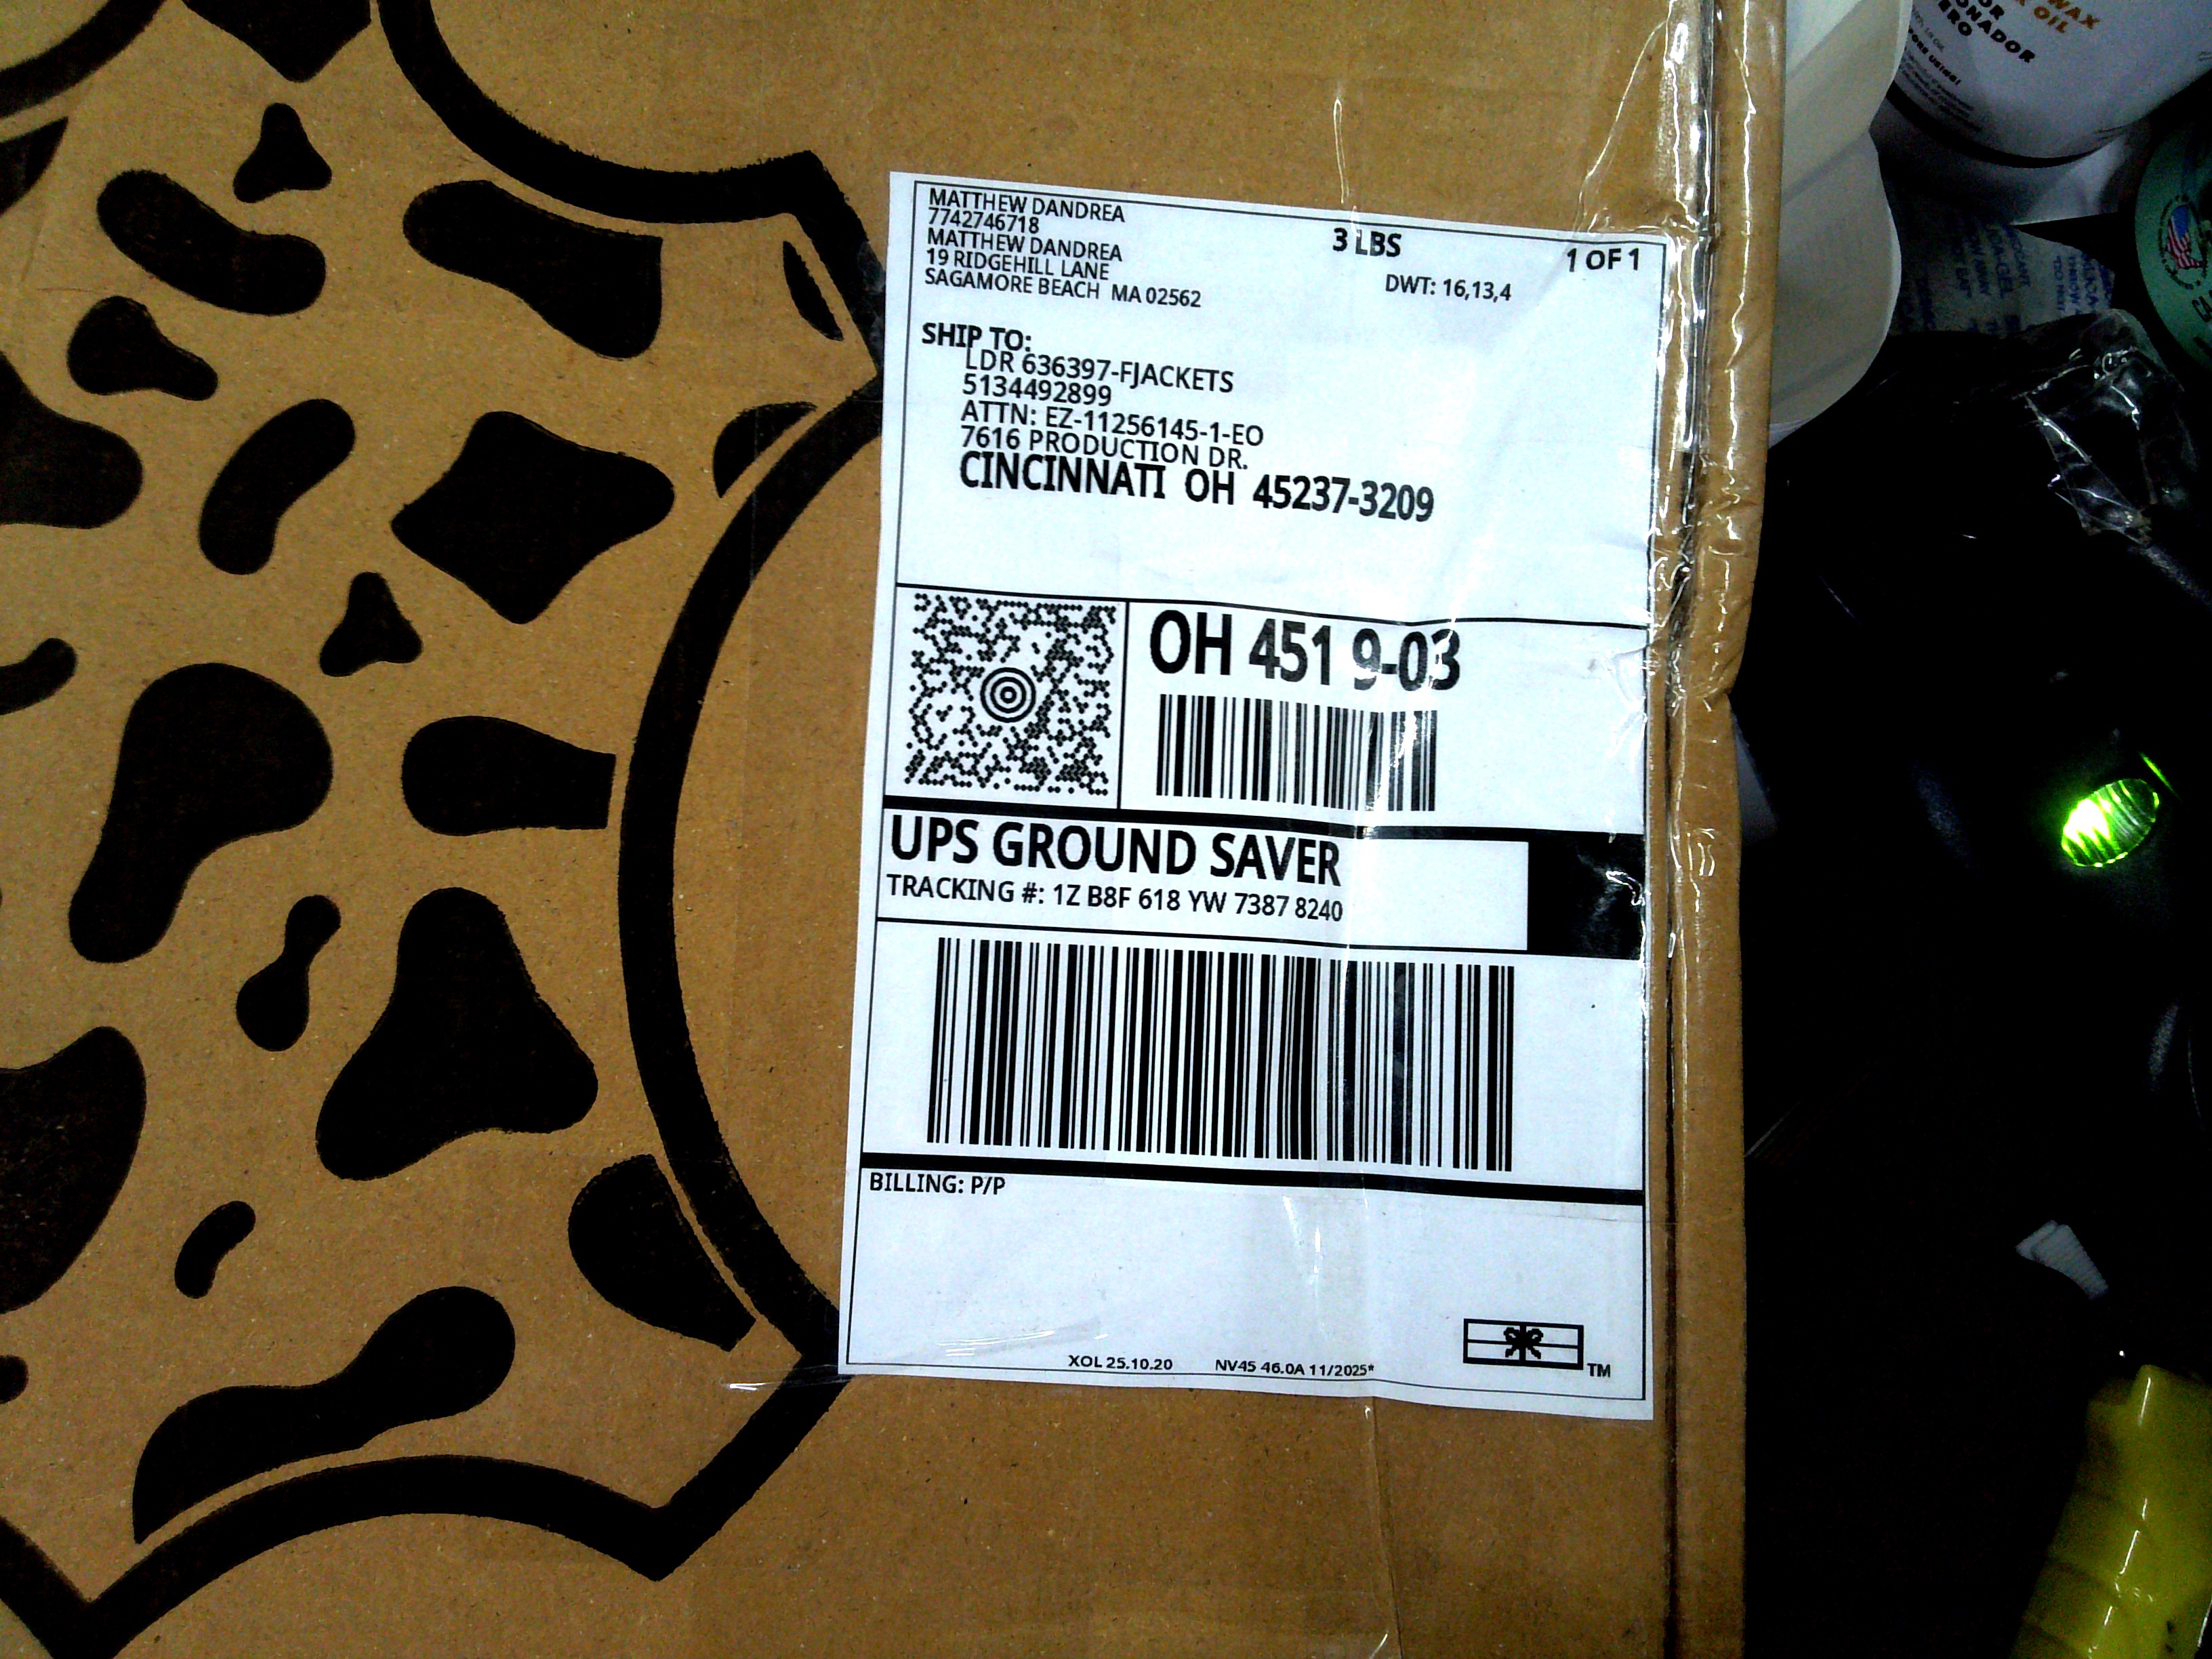 MATTHEW DANDREA
7742746718
MATTHEW DANDREA
19 RIDGEHILL LANE
SAGAMORE BEACH MA 02562
3 LBS
1 OF 1
DWT: 16,13,4
SHIP TO:
LDR 636397-FJACKETS
5134492899
ATTN: EZ-11256145-1-EO
7616 PRODUCTION DR.
CINCINNATI OH 45237-3209
OH 451 9-03
UPS GROUND SAVER
TRACKING #: 1Z B8F 618 YW 7387 8240
BILLING: P/P
XOL 25.10.20 NV45 46.0A 11/2025*
TM
WAX
OIL